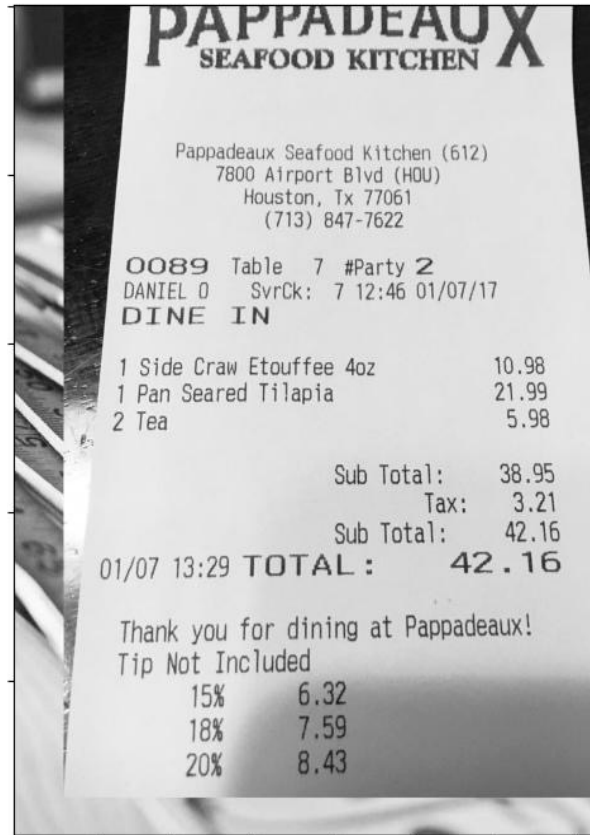 PAPPADEAUX
SEAFOOD KITCHEN
Pappadeaux Seafood Kitchen (612)
7800 Airport Blvd (HOU)
Houston, Tx 77061
(713) 847-7622
0089 Table 7 #Party 2
DANIEL O SvrCk: 7 12:46 01/07/17
DINE IN
1 Side Craw Etouffee 4oz 10.98
1 Pan Seared Tilapia 21.99
2 Tea 5.98
Sub Total: 38.95
Tax: 3.21
Sub Total: 42.16
01/07 13:29 TOTAL: 42.16
Thank you for dining at Pappadeaux!
Tip Not Included
15% 6.32
18% 7.59
20% 8.43